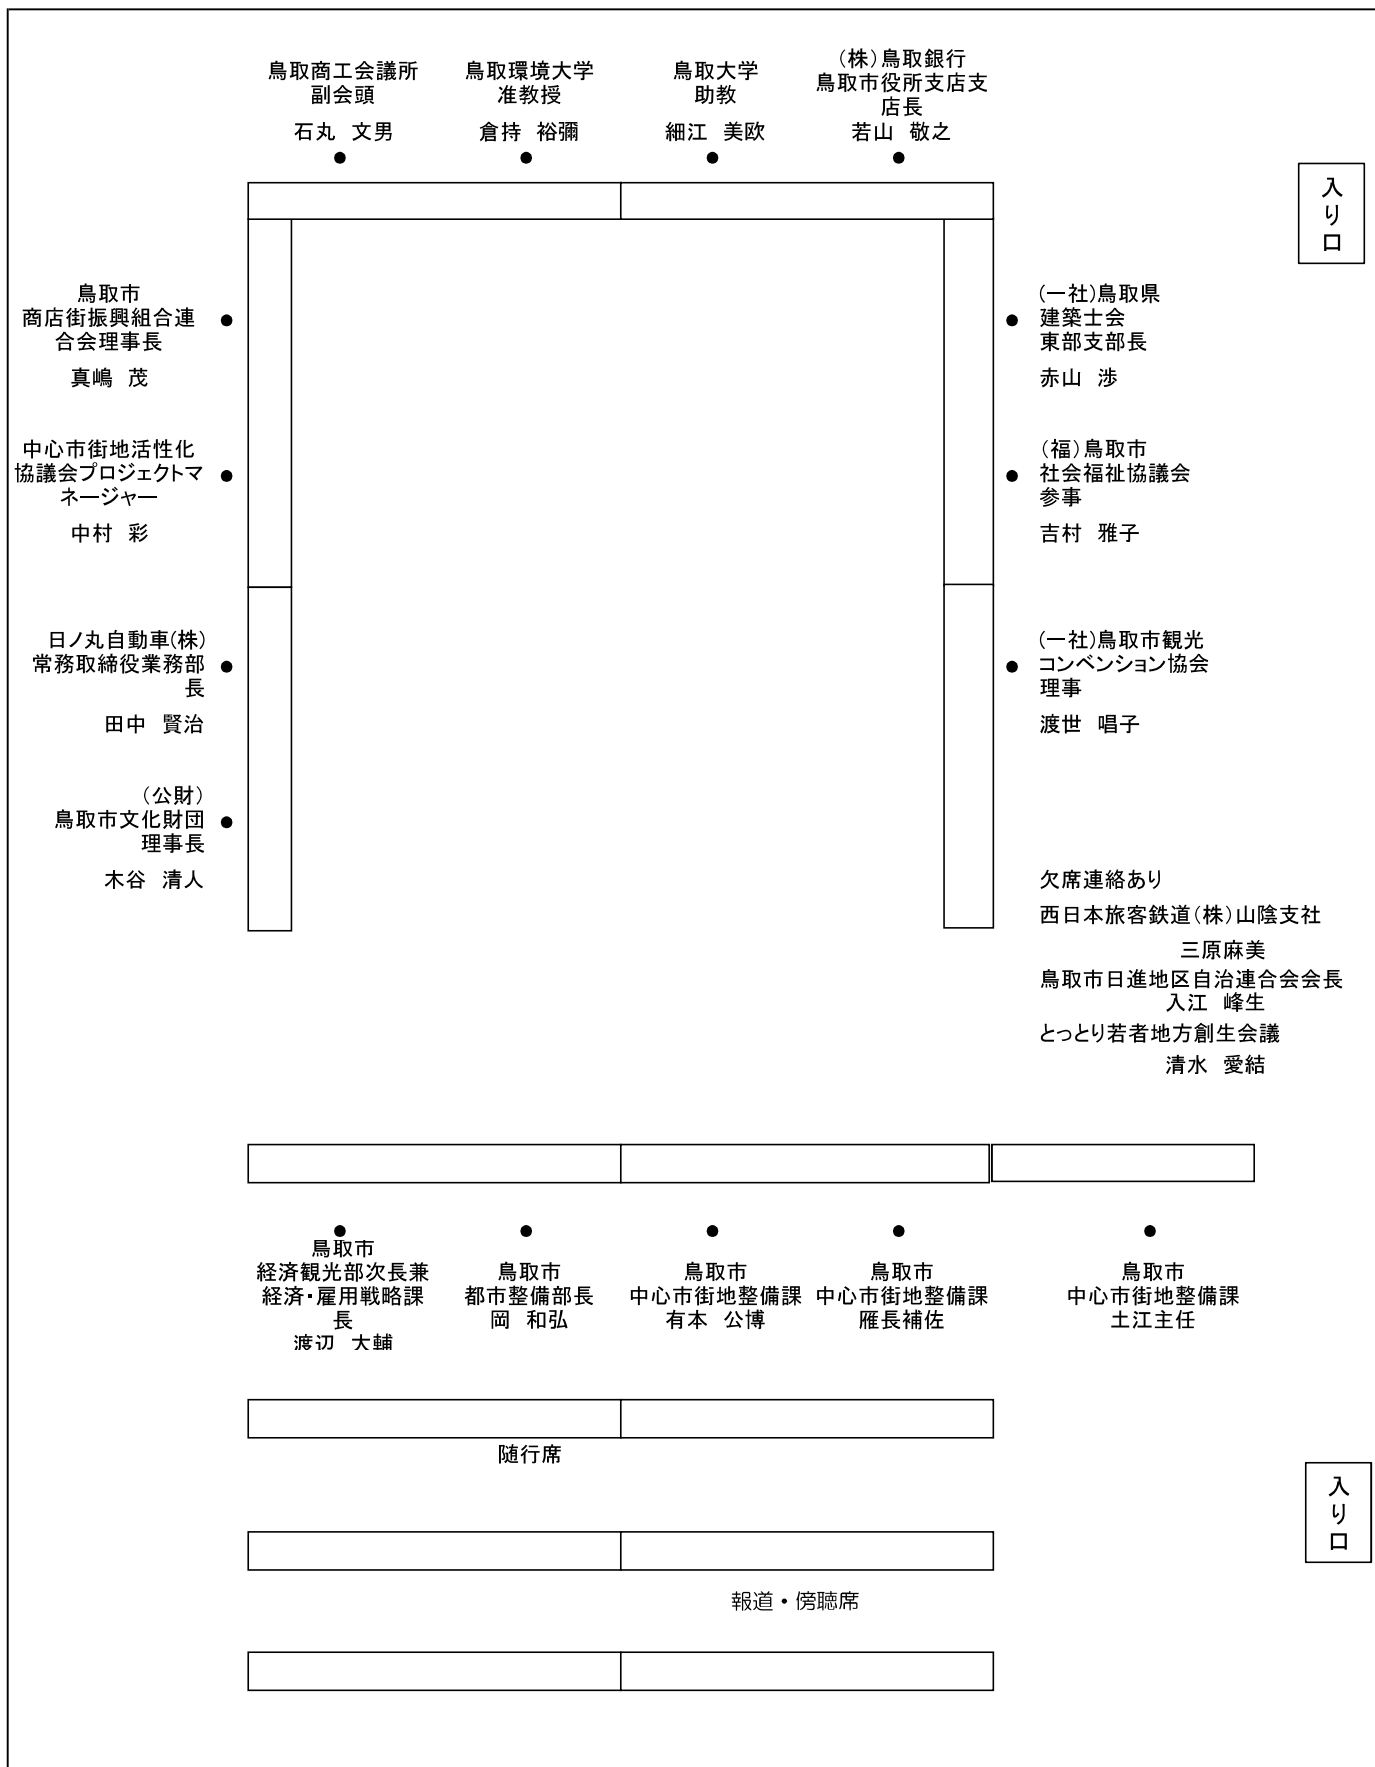 鳥取商工会議所
副会頭
石丸 文男
鳥取環境大学
准教授
倉持 裕彌
鳥取大学
助教
細江 美欧
(株)鳥取銀行
鳥取市役所支店支
店長
若山 敬之
入り口
鳥取市
商店街振興組合連
合会理事長
真嶋 茂
(一社)鳥取県
建築士会
東部支部長
赤山 渉
中心市街地活性化
協議会プロジェクトマ
ネージャー
中村 彩
(福)鳥取市
社会福祉協議会
参事
吉村 雅子
日ノ丸自動車(株)
常務取締役業務部
長
田中 賢治
(一社)鳥取市観光
コンベンション協会
理事
渡世 唱子
(公財)
鳥取市文化財団
理事長
木谷 清人
欠席連絡あり
西日本旅客鉄道(株)山陰支社
三原麻美
鳥取市日進地区自治連合会会長
入江 峰生
とっとり若者地方創生会議
清水 愛結
鳥取市
経済観光部次長兼
経済・雇用戦略課
長
渡辺 大輔
鳥取市
都市整備部長
岡 和弘
鳥取市
中心市街地整備課
有本 公博
鳥取市
中心市街地整備課
雁長補佐
鳥取市
中心市街地整備課
土江主任
随行席
入り口
報道・傍聴席